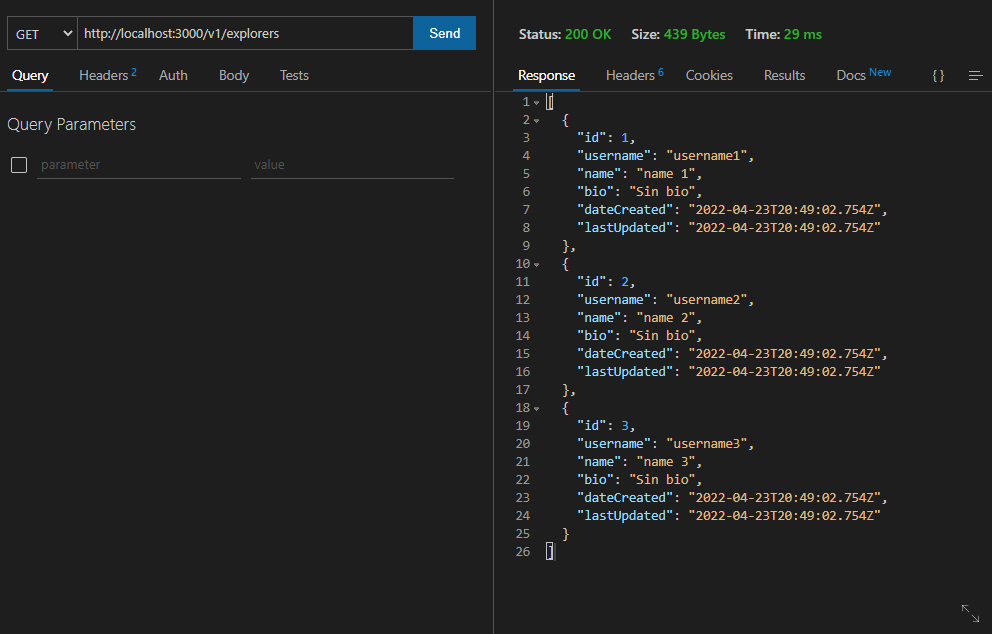 GET http://localhost:3000/v1/explorers Send
Query Headers 2 Auth Body Tests
Query Parameters
parameter value
Status: 200 OK Size: 439 Bytes Time: 29 ms
Response Headers 6 Cookies Results Docs New { }
1 [
2 {
3 "id": 1,
4 "username": "username1",
5 "name": "name 1",
6 "bio": "Sin bio",
7 "dateCreated": "2022-04-23T20:49:02.754Z",
8 "lastUpdated": "2022-04-23T20:49:02.754Z"
9 },
10 {
11 "id": 2,
12 "username": "username2",
13 "name": "name 2",
14 "bio": "Sin bio",
15 "dateCreated": "2022-04-23T20:49:02.754Z",
16 "lastUpdated": "2022-04-23T20:49:02.754Z"
17 },
18 {
19 "id": 3,
20 "username": "username3",
21 "name": "name 3",
22 "bio": "Sin bio",
23 "dateCreated": "2022-04-23T20:49:02.754Z",
24 "lastUpdated": "2022-04-23T20:49:02.754Z"
25 }
26 ]